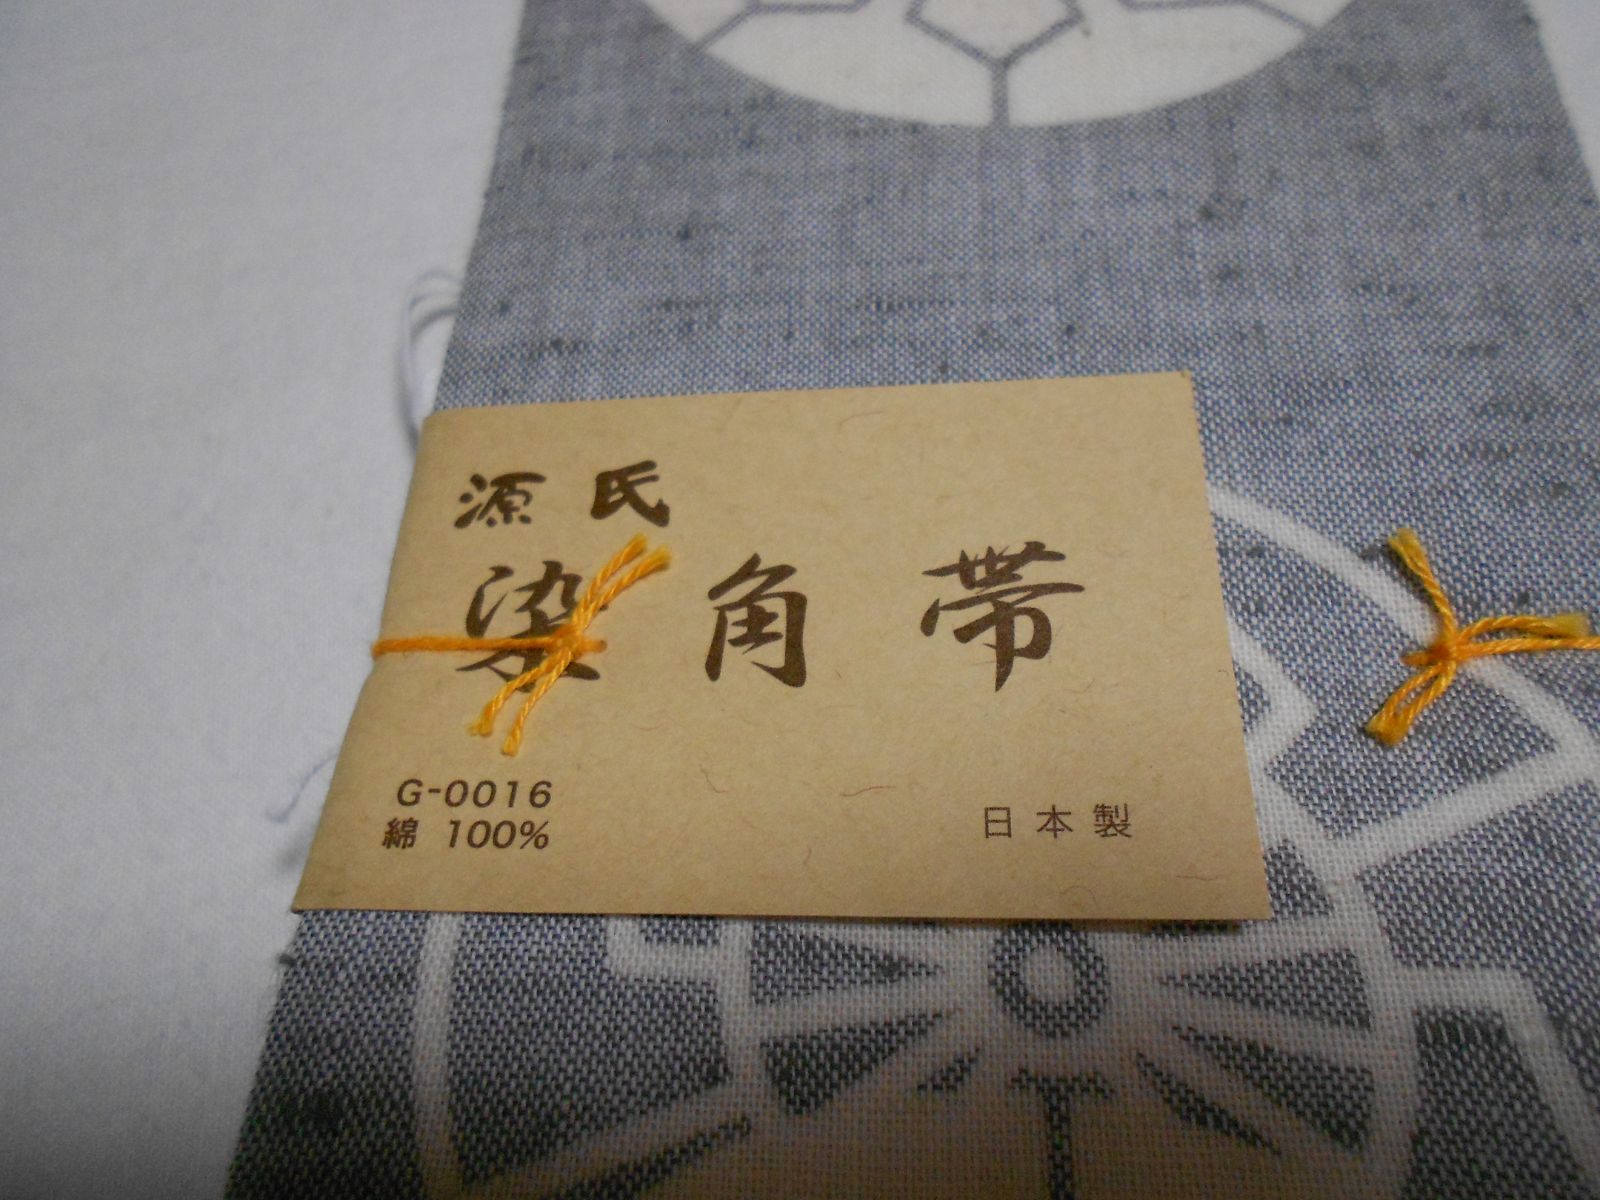 源氏
染角帯
G-0016
綿 100%
日本製